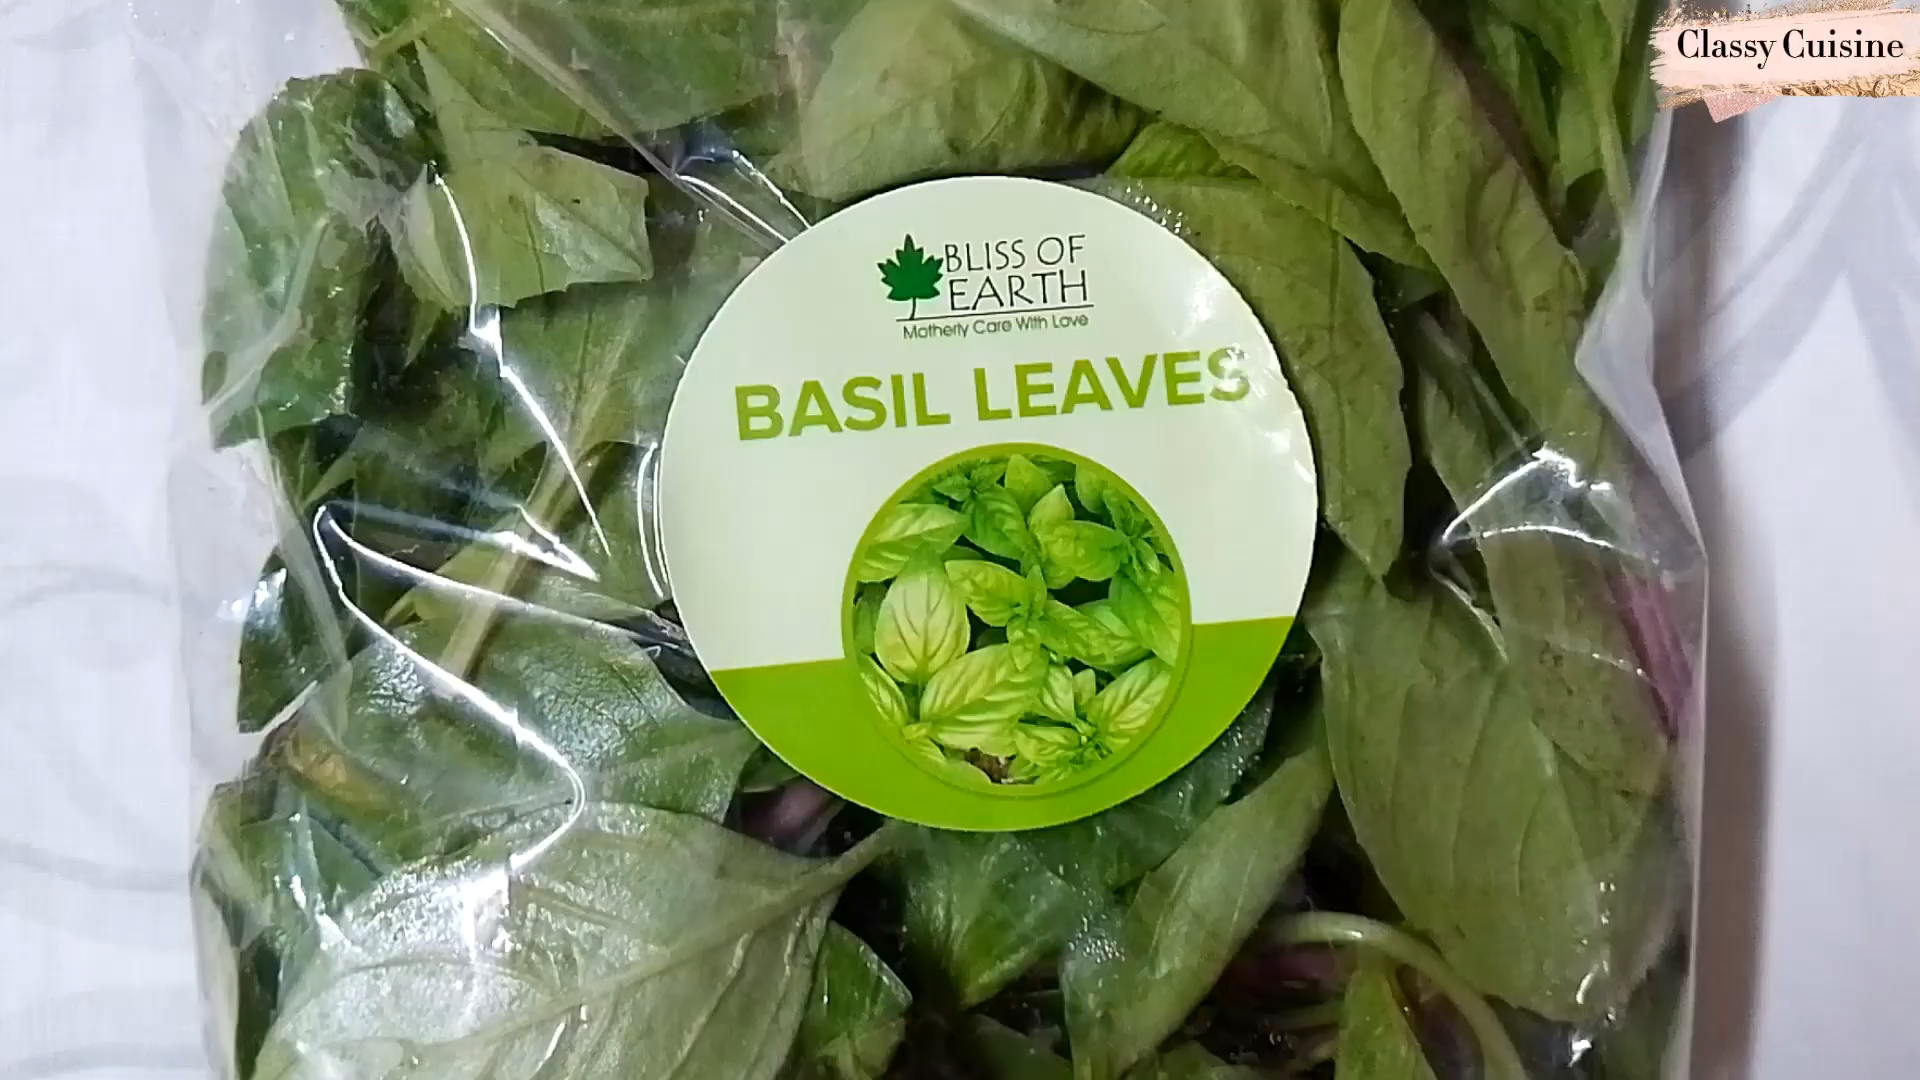 Classy Cuisine
BLISS OF
EARTH
Motherly Care With Love
BASIL LEAVES